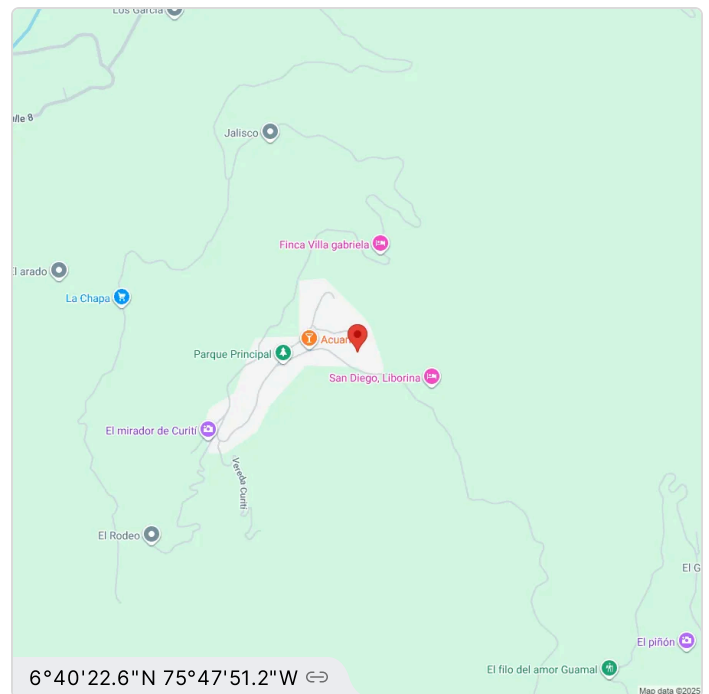 Los García
lle 8
Jalisco
Finca Villa gabriela
l arado
La Chapa
Acuar
Parque Principal
San Diego, Liborina
El mirador de Curití
Vereda Curití
El Rodeo
El G
El piñón
El filo del amor Guamal
6°40'22.6"N 75°47'51.2"W
Map data ©2025